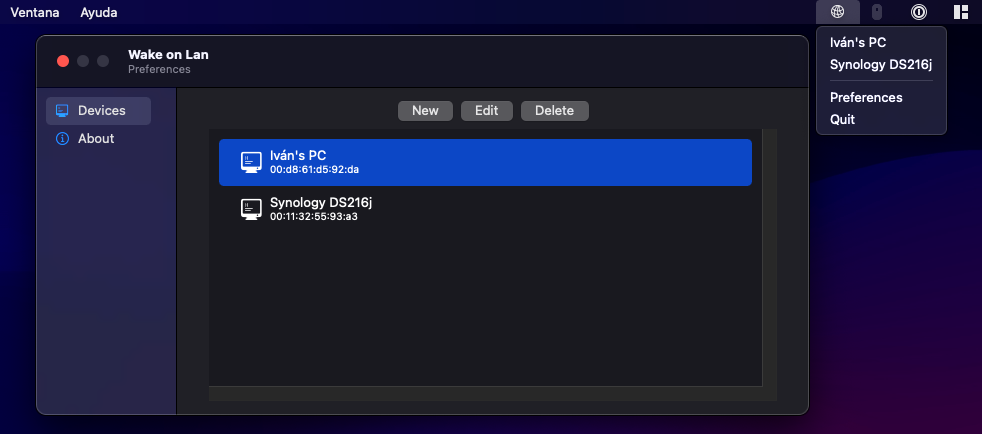 Ventana Ayuda
Wake on Lan
Preferences
Devices
About
New Edit Delete
Iván's PC
00:d8:61:d5:92:da
Synology DS216j
00:11:32:55:93:a3
Iván's PC
Synology DS216j
Preferences
Quit